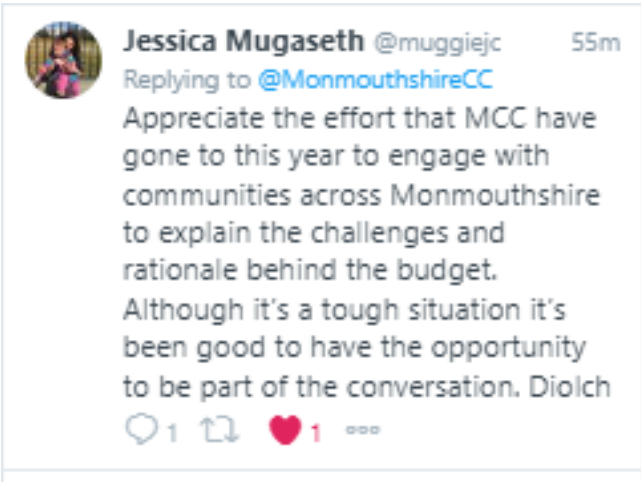 Jessica Mugaseth @muggiejc 55m
Replying to @MonmouthshireCC
Appreciate the effort that MCC have
gone to this year to engage with
communities across Monmouthshire
to explain the challenges and
rationale behind the budget.
Although it's a tough situation it's
been good to have the opportunity
to be part of the conversation. Diolch
1 1